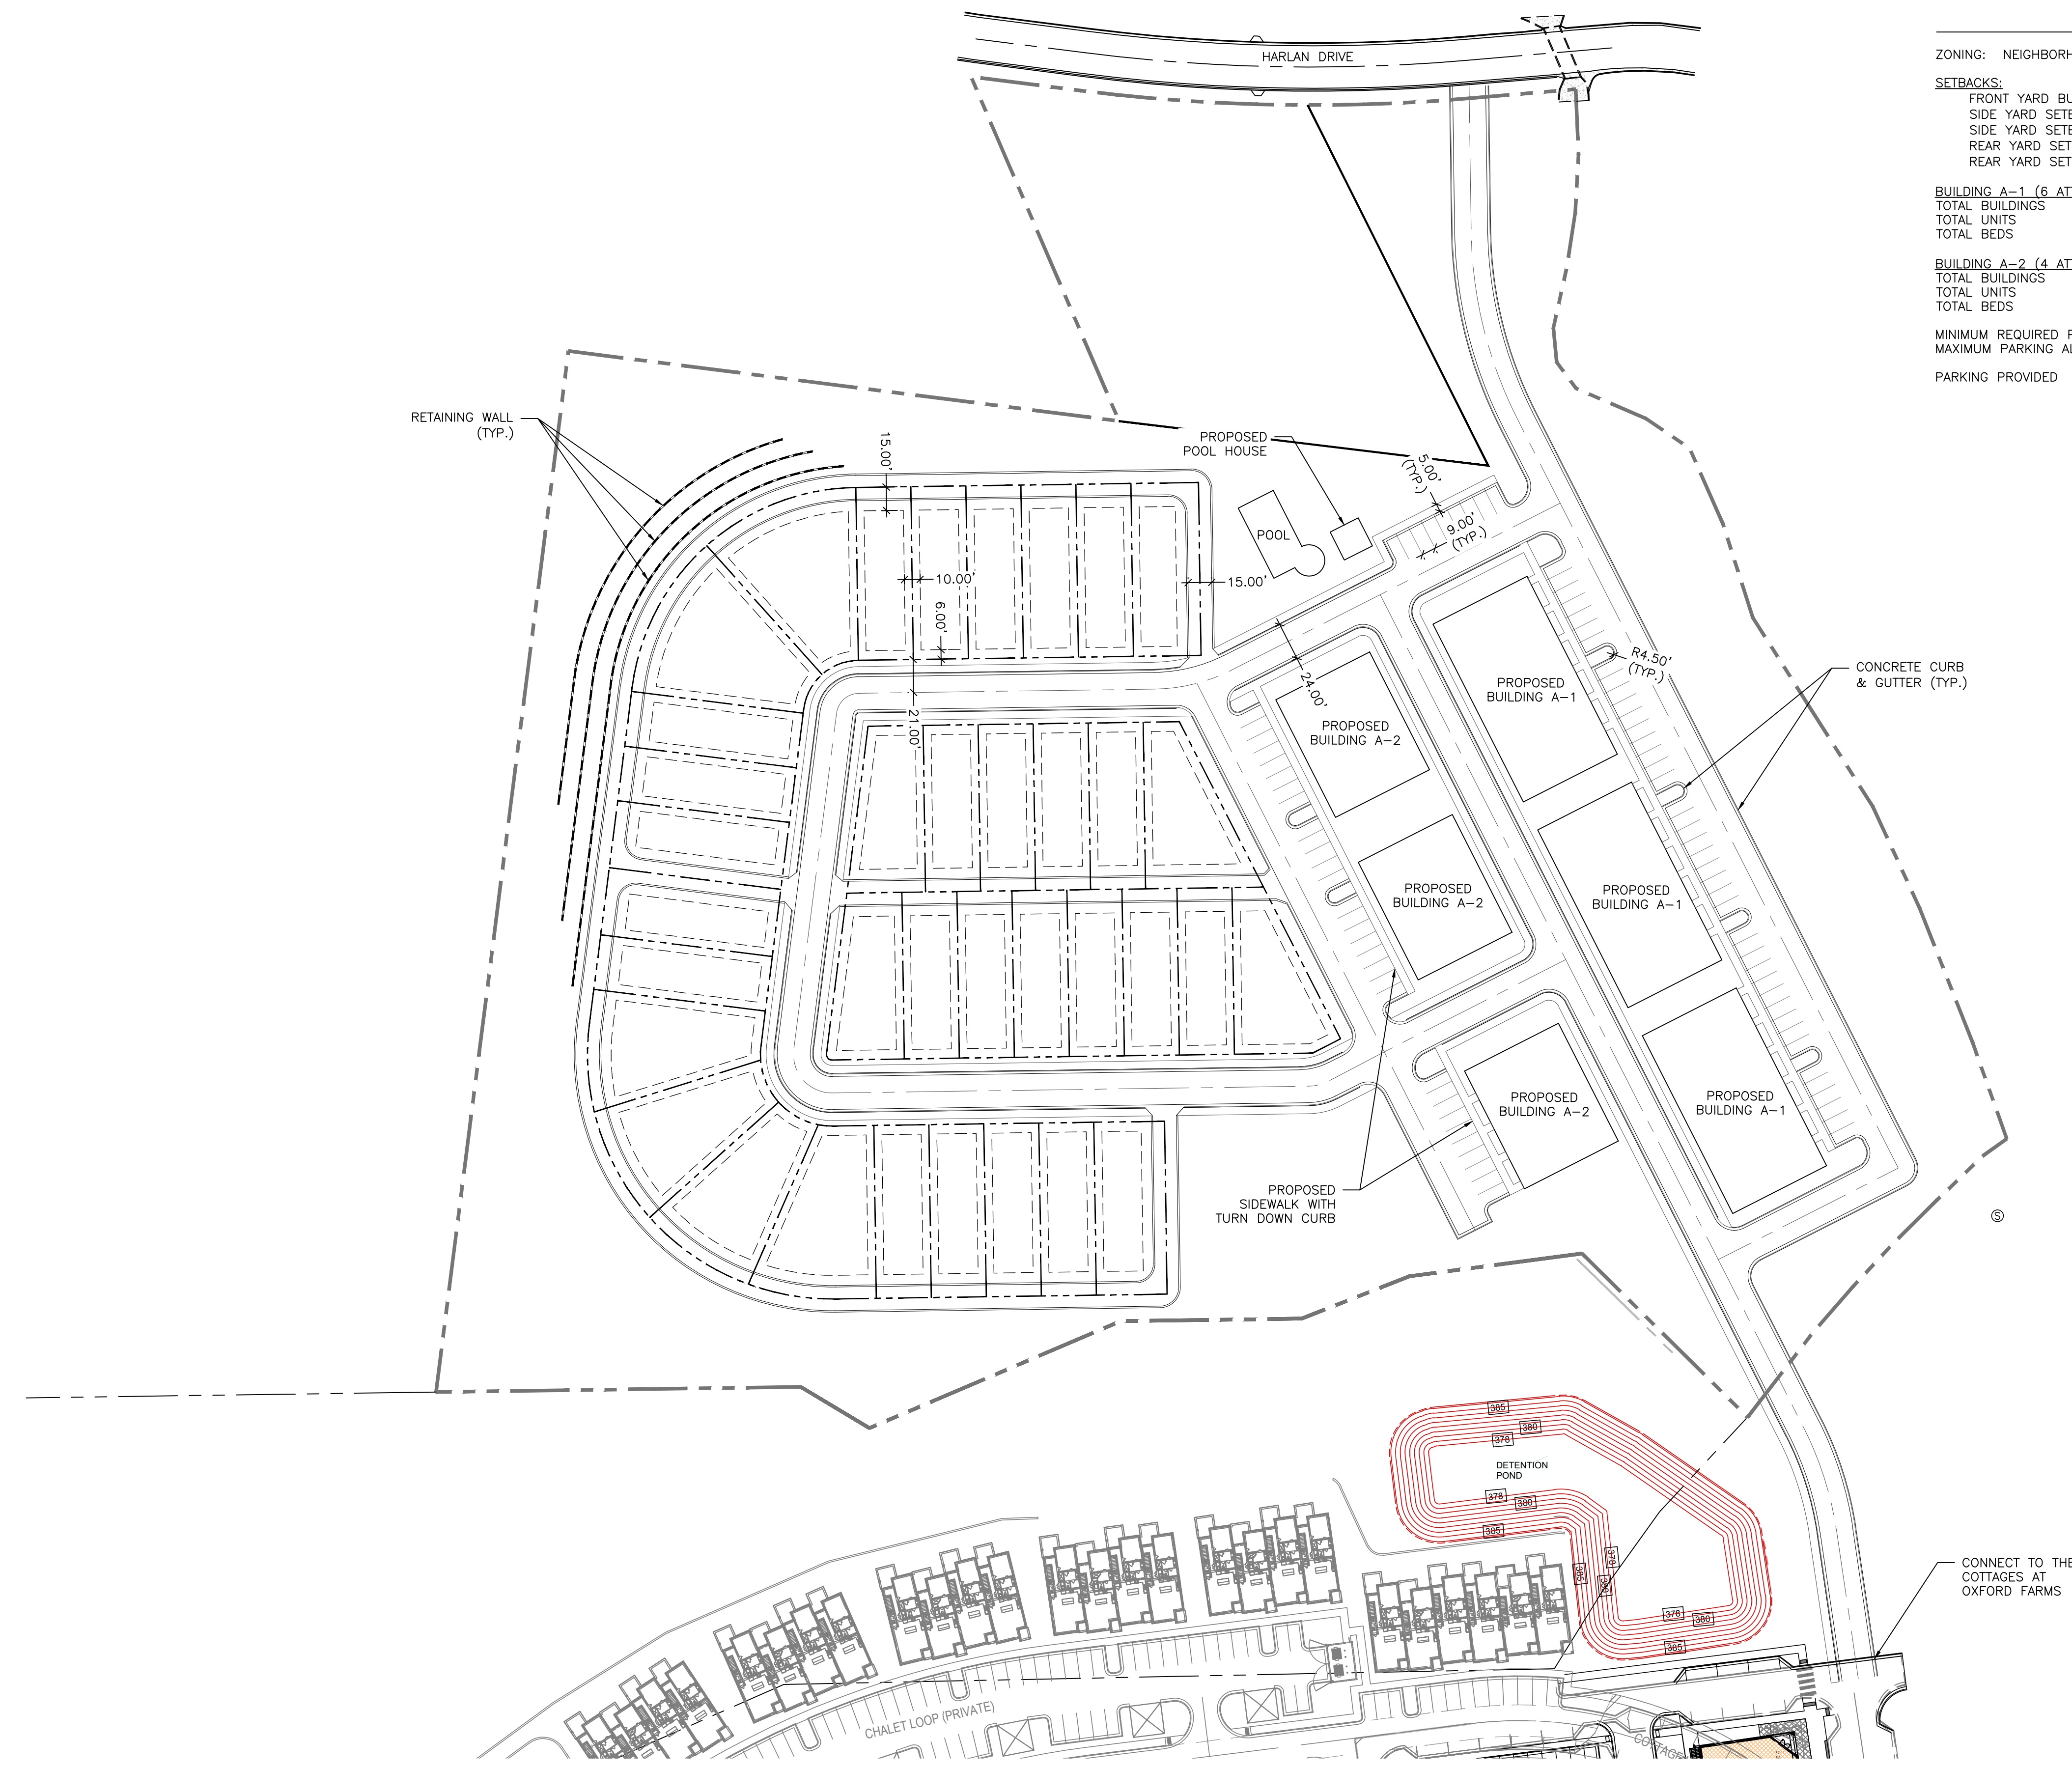 HARLAN DRIVE
ZONING: NEIGHBORH
SETBACKS:
FRONT YARD BU
SIDE YARD SETB
SIDE YARD SETB
REAR YARD SET
REAR YARD SET
BUILDING A-1 (6 AT
TOTAL BUILDINGS
TOTAL UNITS
TOTAL BEDS
BUILDING A-2 (4 AT
TOTAL BUILDINGS
TOTAL UNITS
TOTAL BEDS
MINIMUM REQUIRED P
MAXIMUM PARKING AL
PARKING PROVIDED
RETAINING WALL
(TYP.)
15.00'
PROPOSED
POOL HOUSE
5.00'
(TYP.)
POOL
9.00'
(TYP.)
10.00'
15.00'
6.00'
21.00'
24.00'
R4.50'
(TYP.)
CONCRETE CURB
& GUTTER (TYP.)
PROPOSED
BUILDING A-1
PROPOSED
BUILDING A-2
PROPOSED
BUILDING A-2
PROPOSED
BUILDING A-1
PROPOSED
BUILDING A-2
PROPOSED
BUILDING A-1
PROPOSED
SIDEWALK WITH
TURN DOWN CURB
S
385
380
378
DETENTION
POND
378
380
385
378
385
380
378
380
385
CONNECT TO THE
COTTAGES AT
OXFORD FARMS
CHALET LOOP (PRIVATE)
COTTAGE